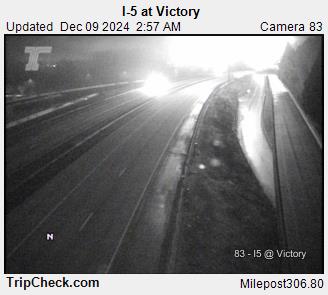 I-5 at Victory
Updated Dec 09 2024 2:57 AM Camera 83
T
N
83 - I5 @ Victory
TripCheck.com Milepost306.80